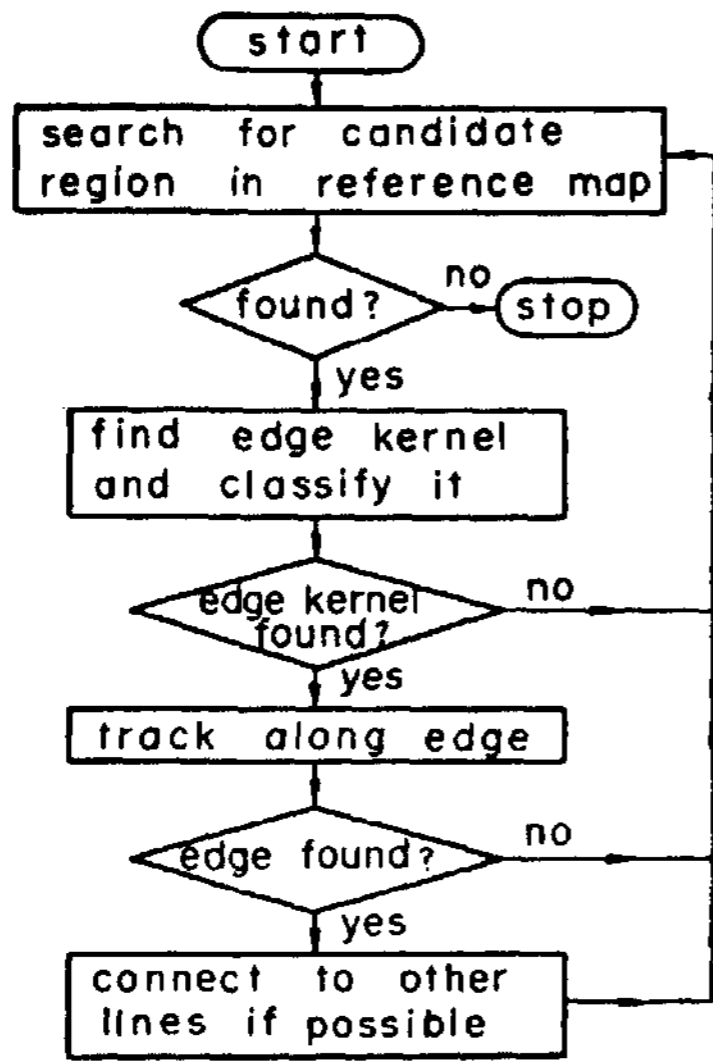 start
search for candidate
region in reference map
found?
no
stop
yes
find edge kernel
and classify it
edge kernel
found?
no
yes
track along edge
edge found?
no
yes
connect to other
lines if possible